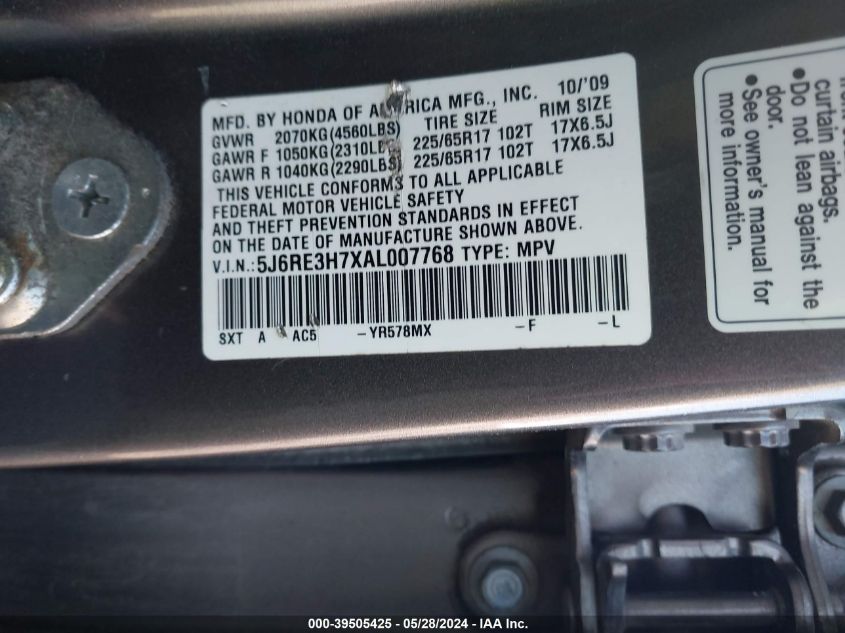 MFD. BY HONDA OF AMERICA MFG., INC. 10/'09
GVWR 2070KG(4560LBS) TIRE SIZE RIM SIZE
GAWR F 1050KG(2310LBS) 225/65R17 102T 17X6.5J
GAWR R 1040KG(2290LBS) 225/65R17 102T 17X6.5J
THIS VEHICLE CONFORMS TO ALL APPLICABLE
FEDERAL MOTOR VEHICLE SAFETY
AND THEFT PREVENTION STANDARDS IN EFFECT
ON THE DATE OF MANUFACTURE SHOWN ABOVE.
V.I.N.:5J6RE3H7XAL007768 TYPE: MPV
SXT A AC5 -YR578MX -F -L
curtain airbags.
•Do not lean against the
door.
•See owner's manual for
more information.
000-39505425 - 05/28/2024 - IAA Inc.